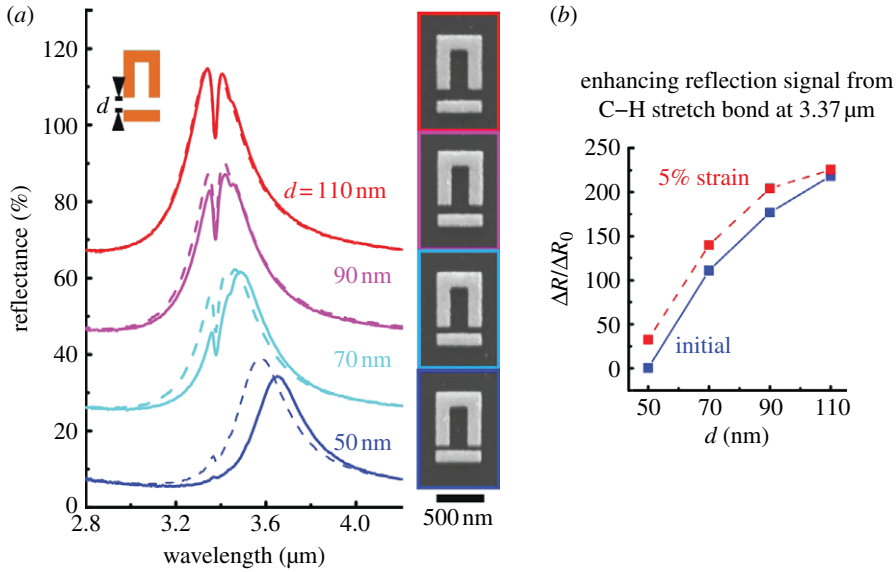 (a)
120
100
80
60
40
20
0
reflectance (%)
2.8 3.2 3.6 4.0
wavelength (µm)
d
d = 110 nm
90 nm
70 nm
50 nm
500 nm
(b)
enhancing reflection signal from
C–H stretch bond at 3.37 µm
250
200
150
100
50
0
ΔR/ΔR0
5% strain
initial
50 70 90 110
d (nm)